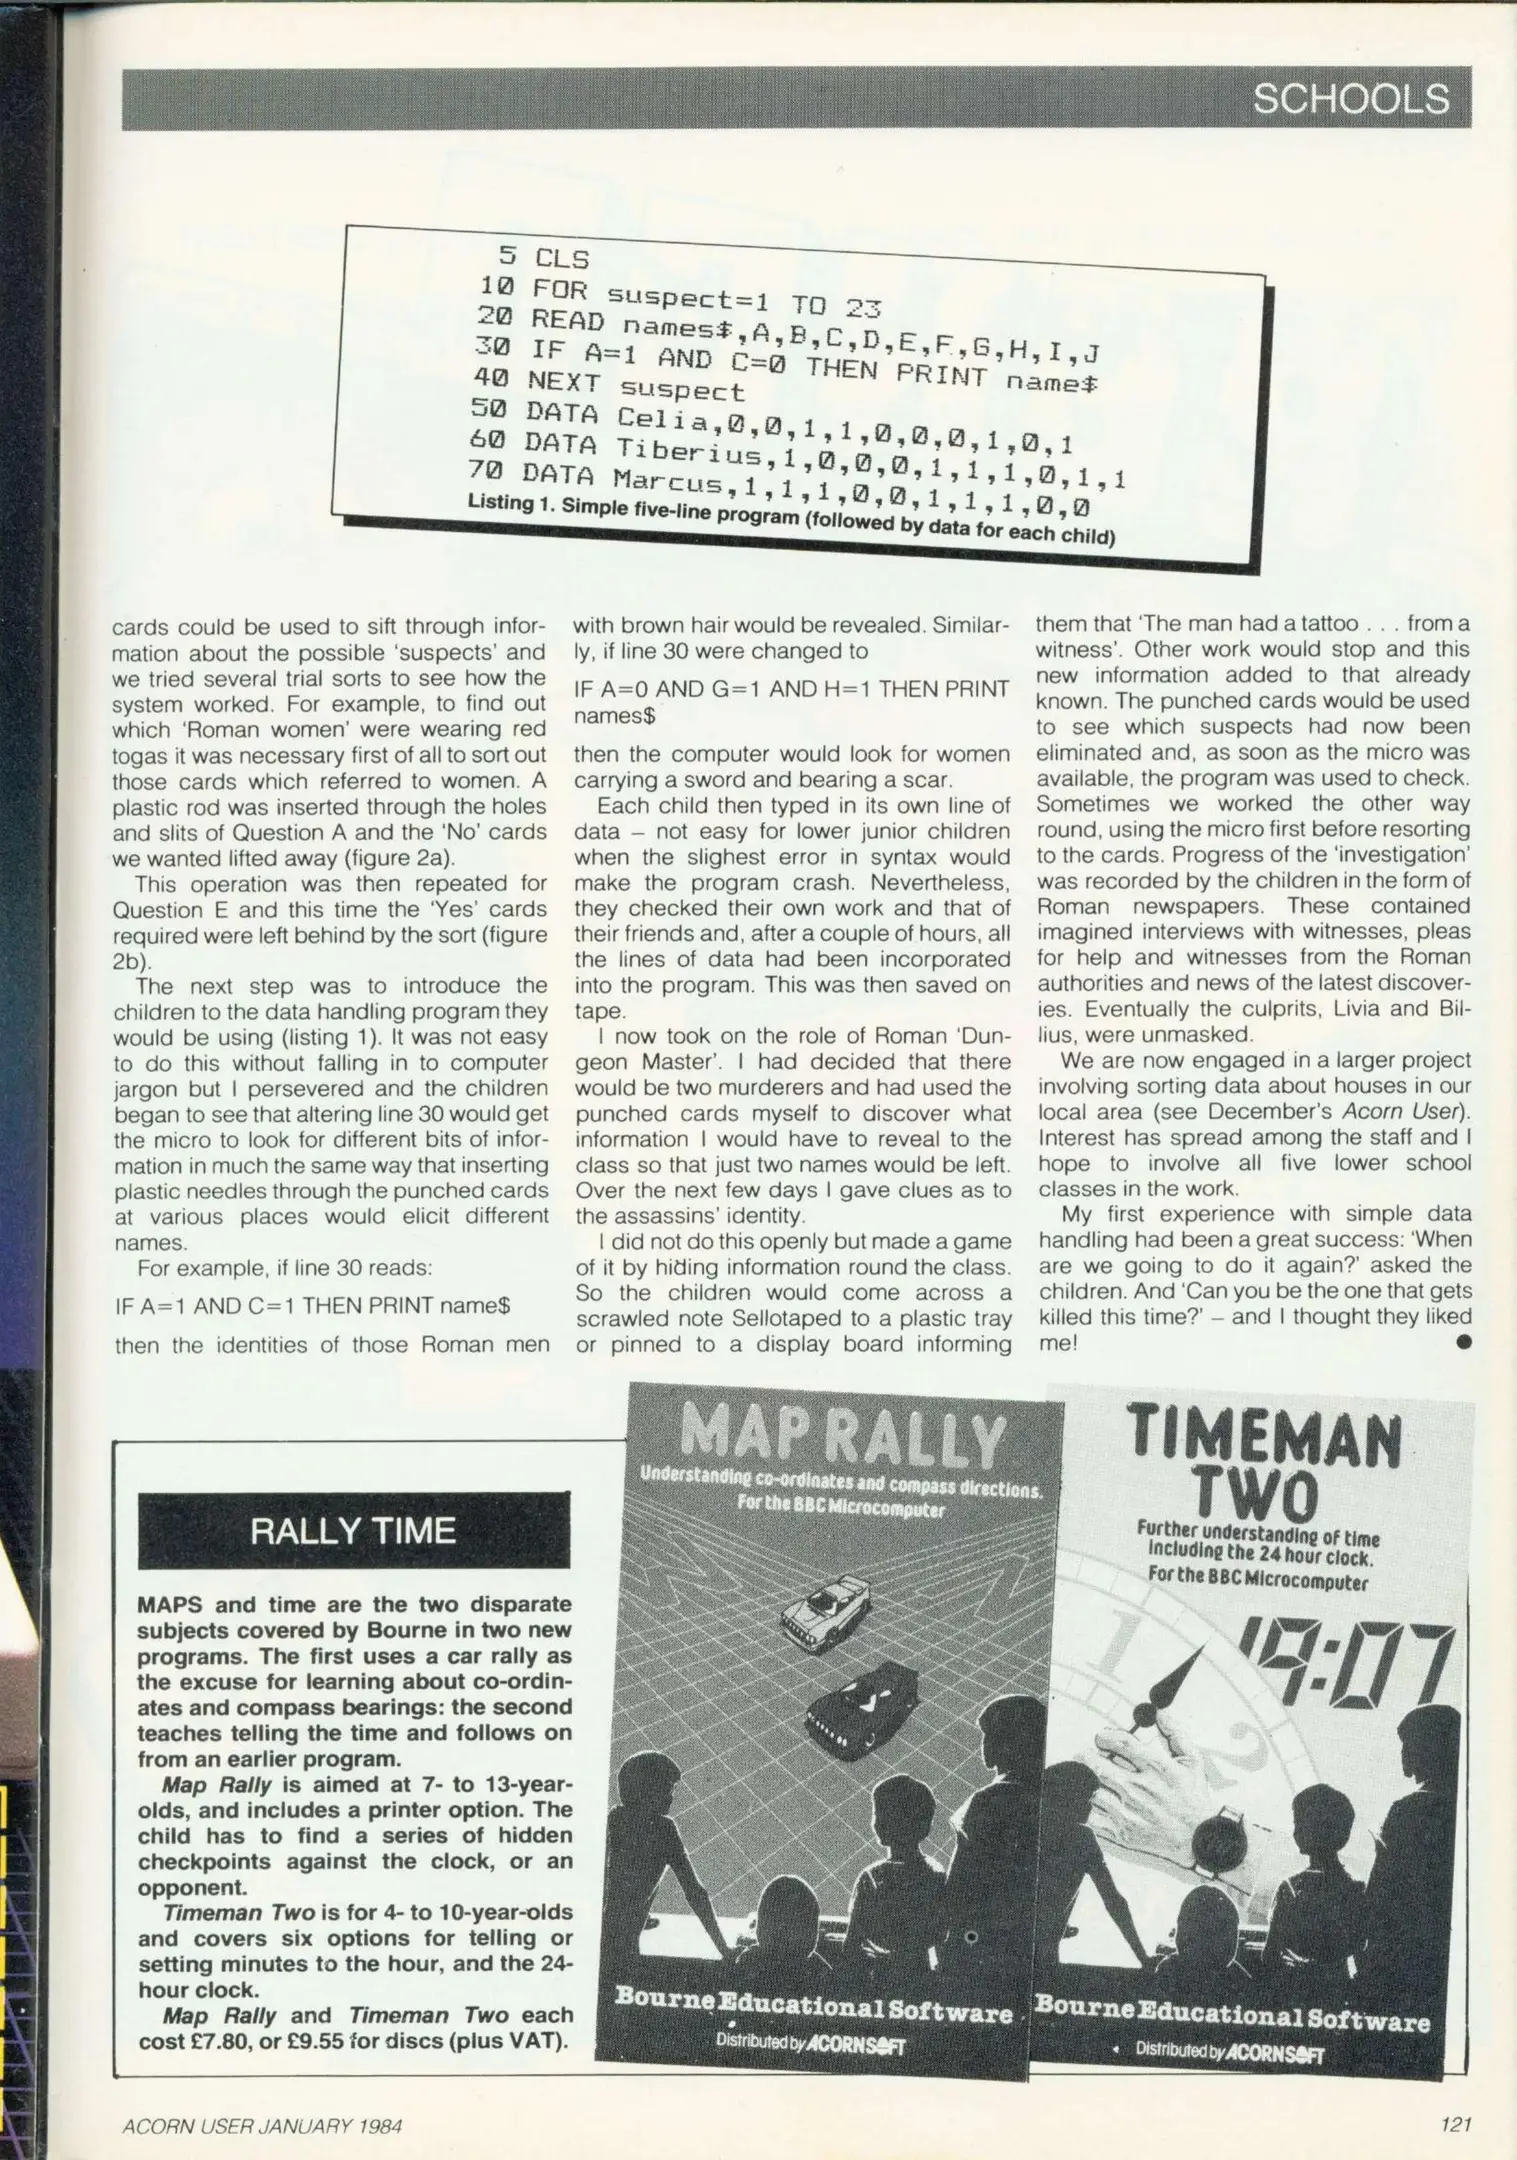 SCHOOLS
5 CLS
10 FOR suspect=1 TO 23
20 READ names$,A,B,C,D,E,F,G,H,I,J
30 IF A=1 AND C=0 THEN PRINT name$
40 NEXT suspect
50 DATA Celia,0,0,1,1,0,0,0,1,0,1
60 DATA Tiberius,1,0,0,0,1,1,1,0,1,1
70 DATA Marcus,1,1,1,0,0,1,1,1,0,0
Listing 1. Simple five-line program (followed by data for each child)
cards could be used to sift through infor-
mation about the possible 'suspects' and
we tried several trial sorts to see how the
system worked. For example, to find out
which 'Roman women' were wearing red
togas it was necessary first of all to sort out
those cards which referred to women. A
plastic rod was inserted through the holes
and slits of Question A and the 'No' cards
we wanted lifted away (figure 2a).
This operation was then repeated for
Question E and this time the 'Yes' cards
required were left behind by the sort (figure
2b).
The next step was to introduce the
children to the data handling program they
would be using (listing 1). It was not easy
to do this without falling in to computer
jargon but I persevered and the children
began to see that altering line 30 would get
the micro to look for different bits of infor-
mation in much the same way that inserting
plastic needles through the punched cards
at various places would elicit different
names.
For example, if line 30 reads:
IF A=1 AND C=1 THEN PRINT name$
then the identities of those Roman men
with brown hair would be revealed. Similar-
ly, if line 30 were changed to
IF A=0 AND G=1 AND H=1 THEN PRINT
names$
then the computer would look for women
carrying a sword and bearing a scar.
Each child then typed in its own line of
data – not easy for lower junior children
when the slighest error in syntax would
make the program crash. Nevertheless,
they checked their own work and that of
their friends and, after a couple of hours, all
the lines of data had been incorporated
into the program. This was then saved on
tape.
I now took on the role of Roman 'Dun-
geon Master'. I had decided that there
would be two murderers and had used the
punched cards myself to discover what
information I would have to reveal to the
class so that just two names would be left.
Over the next few days I gave clues as to
the assassins' identity.
I did not do this openly but made a game
of it by hiding information round the class.
So the children would come across a
scrawled note Sellotaped to a plastic tray
or pinned to a display board informing
them that 'The man had a tattoo . . . from a
witness'. Other work would stop and this
new information added to that already
known. The punched cards would be used
to see which suspects had now been
eliminated and, as soon as the micro was
available, the program was used to check.
Sometimes we worked the other way
round, using the micro first before resorting
to the cards. Progress of the 'investigation'
was recorded by the children in the form of
Roman newspapers. These contained
imagined interviews with witnesses, pleas
for help and witnesses from the Roman
authorities and news of the latest discover-
ies. Eventually the culprits, Livia and Bil-
lius, were unmasked.
We are now engaged in a larger project
involving sorting data about houses in our
local area (see December's Acorn User).
Interest has spread among the staff and I
hope to involve all five lower school
classes in the work.
My first experience with simple data
handling had been a great success: 'When
are we going to do it again?' asked the
children. And 'Can you be the one that gets
killed this time?' – and I thought they liked
me! ●
RALLY TIME
MAPS and time are the two disparate
subjects covered by Bourne in two new
programs. The first uses a car rally as
the excuse for learning about co-ordin-
ates and compass bearings: the second
teaches telling the time and follows on
from an earlier program.
Map Rally is aimed at 7- to 13-year-
olds, and includes a printer option. The
child has to find a series of hidden
checkpoints against the clock, or an
opponent.
Timeman Two is for 4- to 10-year-olds
and covers six options for telling or
setting minutes to the hour, and the 24-
hour clock.
Map Rally and Timeman Two each
cost £7.80, or £9.55 for discs (plus VAT).
MAP RALLY
Understanding co-ordinates and compass directions.
For the BBC Microcomputer
Bourne Educational Software
Distributed by ACORNSOFT
TIMEMAN
TWO
Further understanding of time
including the 24 hour clock.
For the BBC Microcomputer
19:07
1
2
Bourne Educational Software
Distributed by ACORNSOFT
ACORN USER JANUARY 1984
121